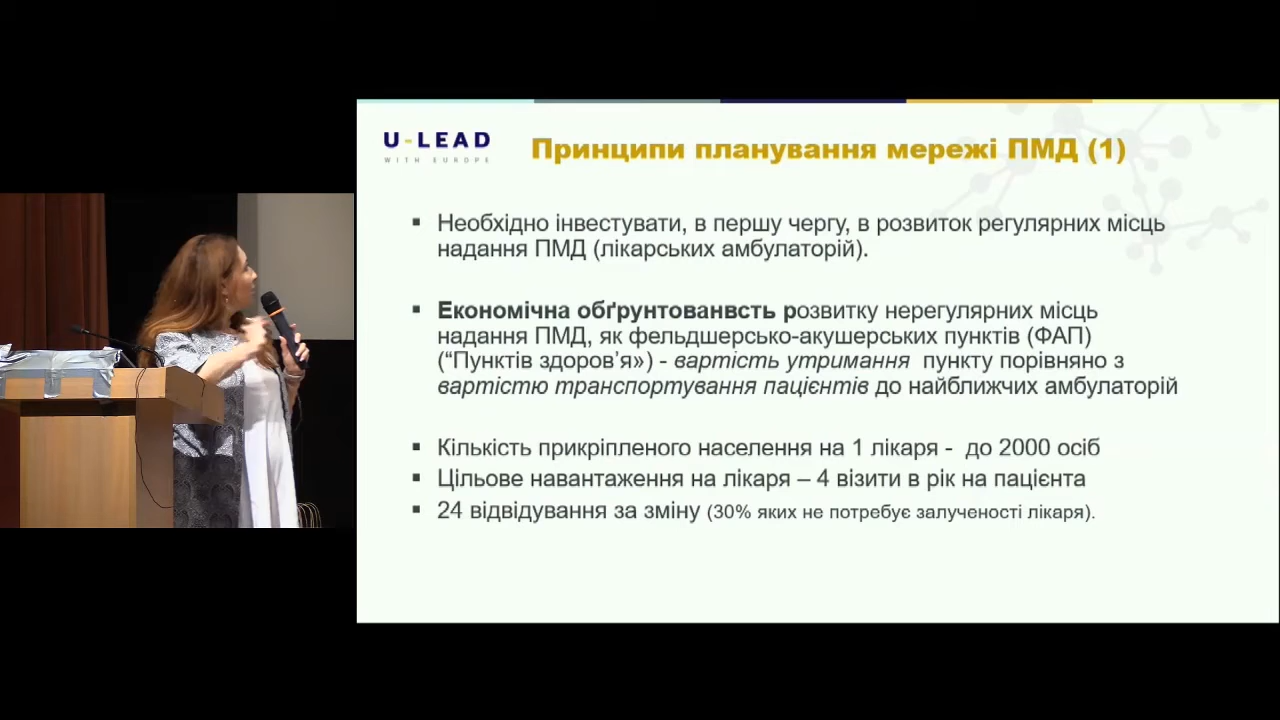 U-LEAD
WITH EUROPE
Принципи планування мережі ПМД (1)
▪ Необхідно інвестувати, в першу чергу, в розвиток регулярних місць
надання ПМД (лікарських амбулаторій).
▪ Економічна обґрунтованвсть розвитку нерегулярних місць
надання ПМД, як фельдшерсько-акушерських пунктів (ФАП)
(“Пунктів здоров’я») - вартість утримання пункту порівняно з
вартістю транспортування пацієнтів до найближчих амбулаторій
▪ Кількість прикріпленого населення на 1 лікаря - до 2000 осіб
▪ Цільове навантаження на лікаря – 4 візити в рік на пацієнта
▪ 24 відвідування за зміну (30% яких не потребує залученості лікаря).